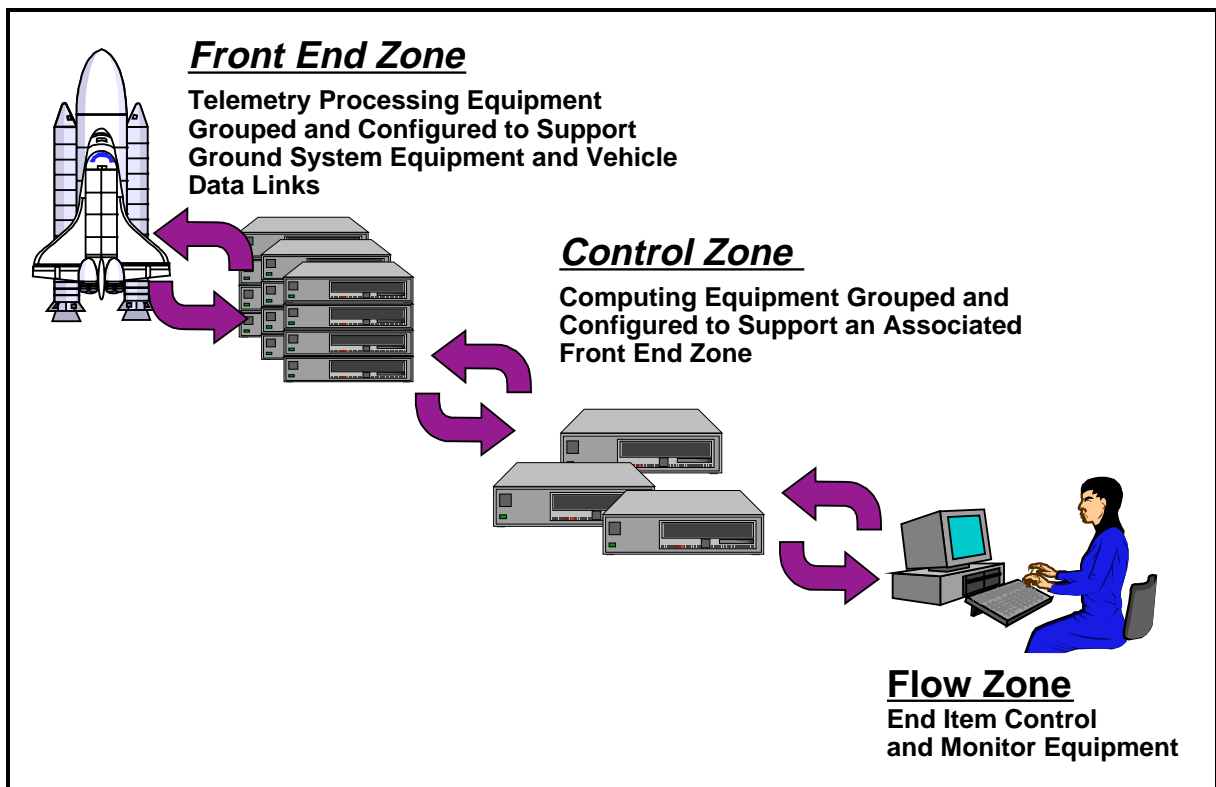 Front End Zone
Telemetry Processing Equipment
Grouped and Configured to Support
Ground System Equipment and Vehicle
Data Links
Control Zone
Computing Equipment Grouped and
Configured to Support an Associated
Front End Zone
Flow Zone
End Item Control
and Monitor Equipment